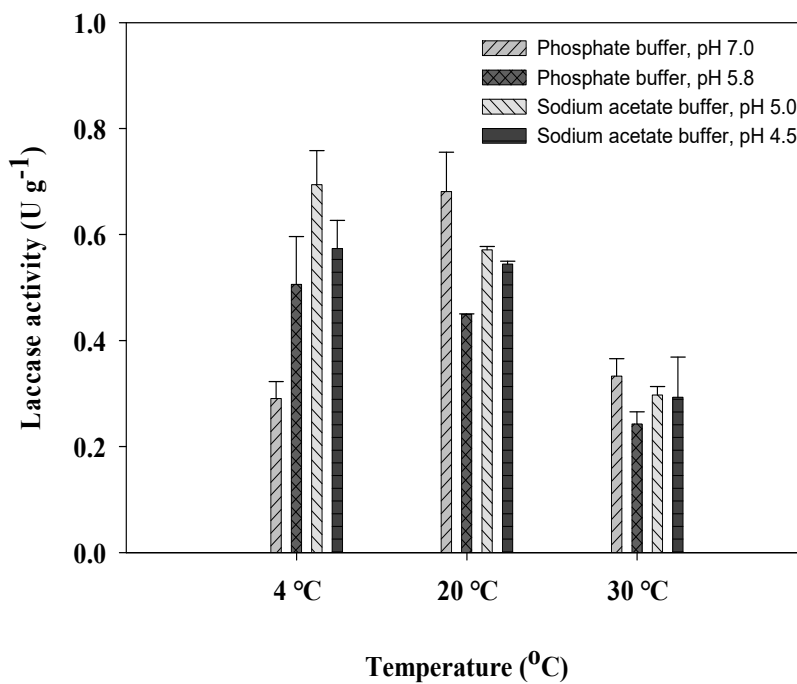 1.0
Phosphate buffer, pH 7.0
Phosphate buffer, pH 5.8
Sodium acetate buffer, pH 5.0
Sodium acetate buffer, pH 4.5
0.8
0.6
0.4
0.2
0.0
Laccase activity (U g-1)
4 °C 20 °C 30 °C
Temperature (oC)